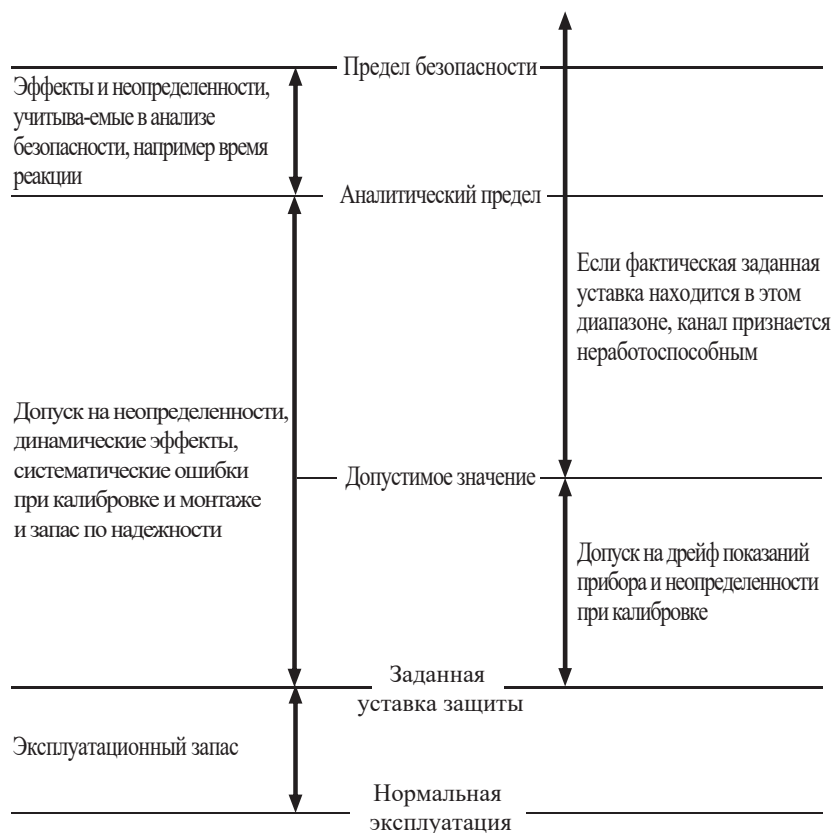 Предел безопасности
Эффекты и неопределенности,
учитыва-емые в анализе
безопасности, например время
реакции
Аналитический предел
Если фактическая заданная
уставка находится в этом
диапазоне, канал признается
неработоспособным
Допуск на неопределенности,
динамические эффекты,
систематические ошибки
при калибровке и монтаже
и запас по надежности
Допустимое значение
Допуск на дрейф показаний
прибора и неопределенности
при калибровке
Заданная
уставка защиты
Эксплуатационный запас
Нормальная
эксплуатация